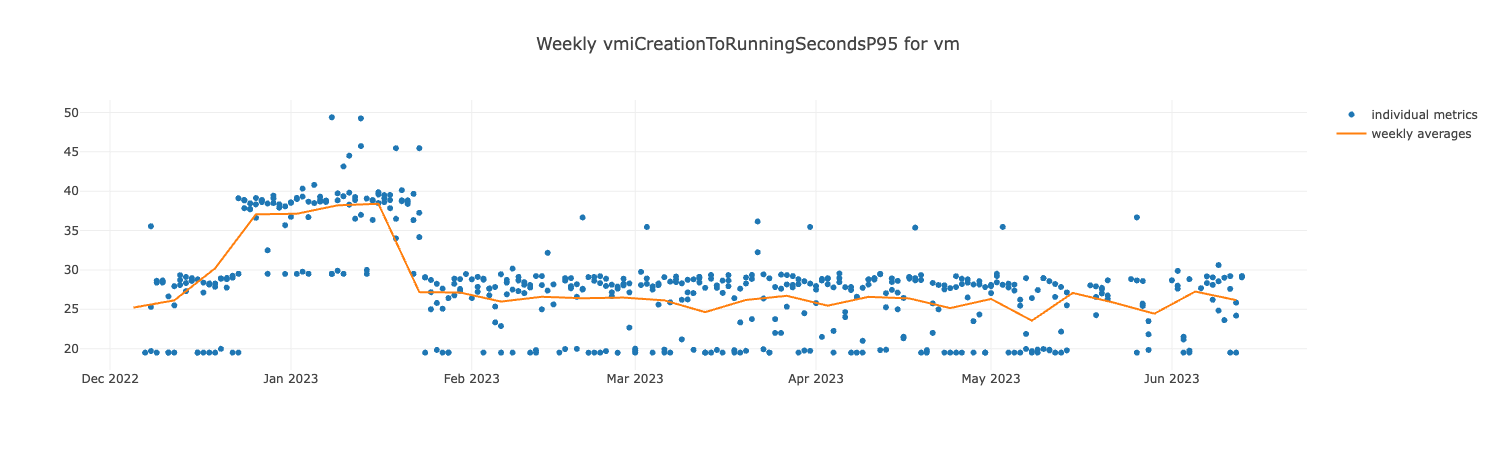 Weekly vmiCreationToRunningSecondsP95 for vm
individual metrics
weekly averages
50
45
40
35
30
25
20
Dec 2022
Jan 2023
Feb 2023
Mar 2023
Apr 2023
May 2023
Jun 2023